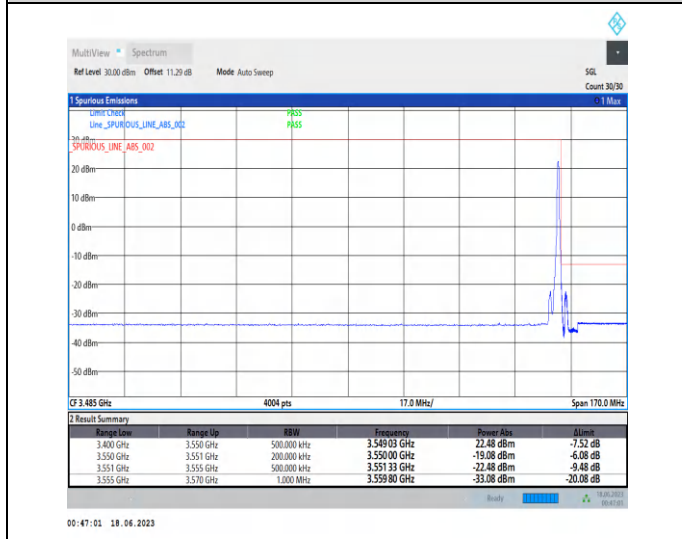 MultiView Spectrum
Ref Level 30.00 dBm Offset 11.29 dB Mode Auto Sweep SGL
Count 30/30
1 Spurious Emissions 1 Max
Limit Check PASS
Line _SPURIOUS_LINE_ABS_002 PASS
30 dBm
_SPURIOUS_LINE_ABS_002
20 dBm
10 dBm
0 dBm
-10 dBm
-20 dBm
-30 dBm
-40 dBm
-50 dBm
CF 3.485 GHz 4004 pts 17.0 MHz/ Span 170.0 MHz
2 Result Summary
Range Low Range Up RBW Frequency Power Abs ΔLimit
3.400 GHz 3.550 GHz 500.000 kHz 3.549 03 GHz 22.48 dBm -7.52 dB
3.550 GHz 3.551 GHz 200.000 kHz 3.550 00 GHz -19.08 dBm -6.08 dB
3.551 GHz 3.555 GHz 500.000 kHz 3.551 33 GHz -22.48 dBm -9.48 dB
3.555 GHz 3.570 GHz 1.000 MHz 3.559 80 GHz -33.08 dBm -20.08 dB
Ready 18.06.2023
00:47:01
00:47:01 18.06.2023